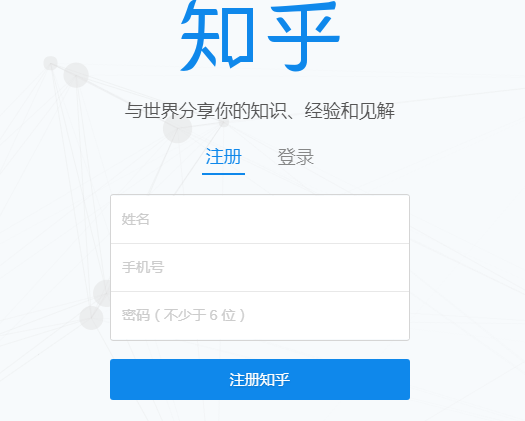 知乎
与世界分享你的知识、经验和见解
注册 登录
姓名
手机号
密码（不少于 6 位）
注册知乎